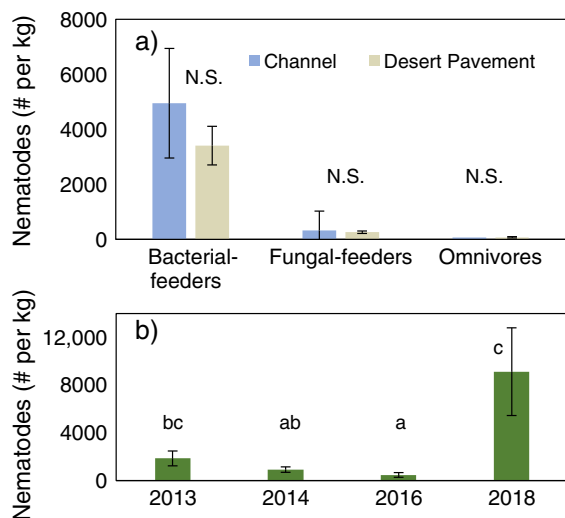 Nematodes (# per kg)
8000
6000
4000
2000
0
a)
Channel
Desert Pavement
N.S.
N.S.
N.S.
Bacterial-
feeders
Fungal-feeders
Omnivores
Nematodes (# per kg)
12,000
8000
4000
0
b)
bc
ab
a
c
2013
2014
2016
2018